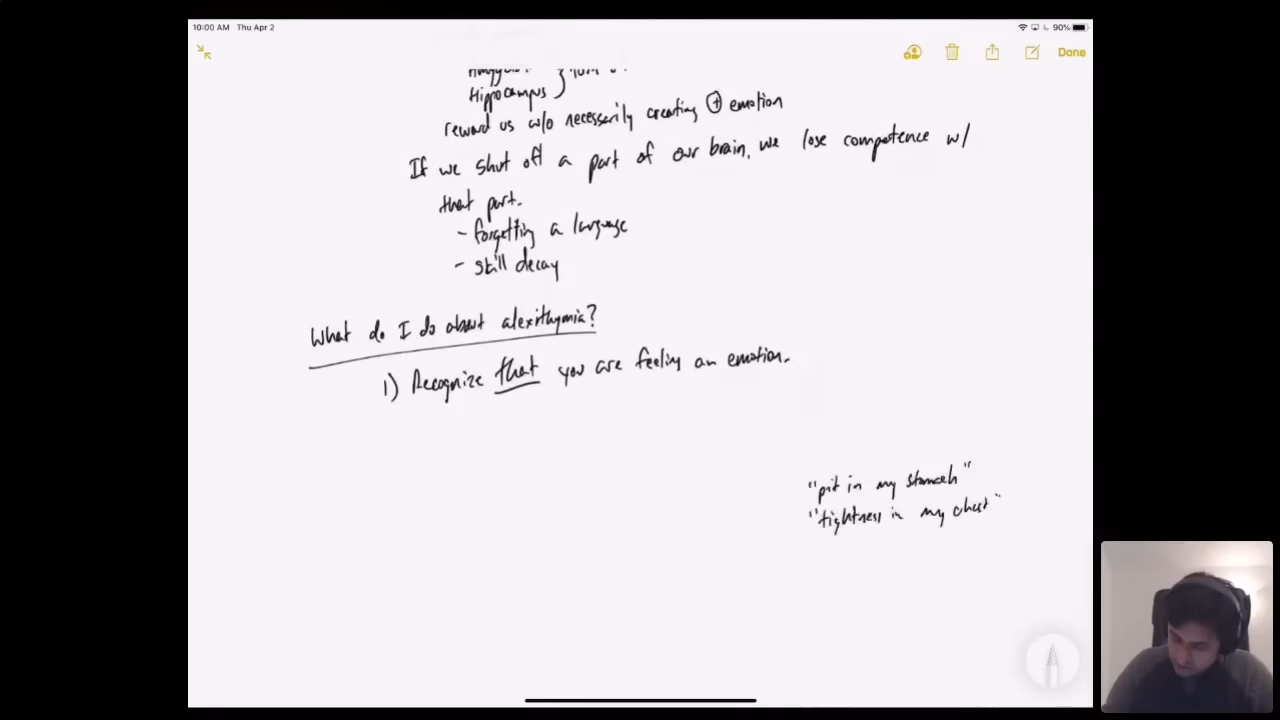 10:00 AM Thu Apr 2
90%
Done
Hippocampus
reward us w/o necessarily creating + emotion
If we shut off a part of our brain, we lose competence w/
that part.
- forgetting a language
- skill decay
What do I do about alexithymia?
1) Recognize that you are feeling an emotion.
"pit in my stomach"
"tightness in my chest"